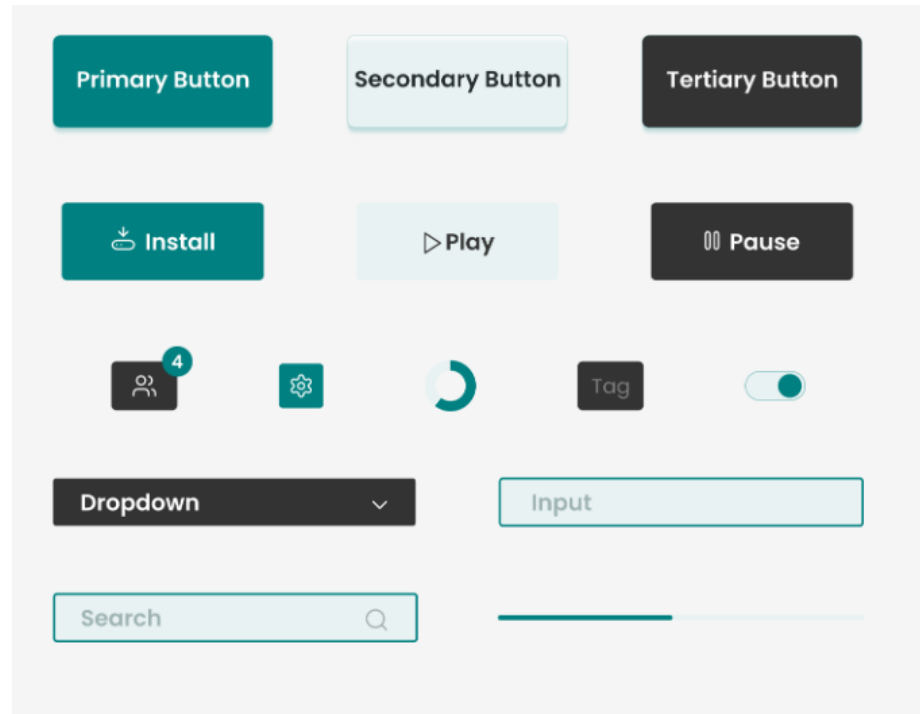 Primary Button
Secondary Button
Tertiary Button
Install
Play
Pause
4
Tag
Dropdown
Input
Search